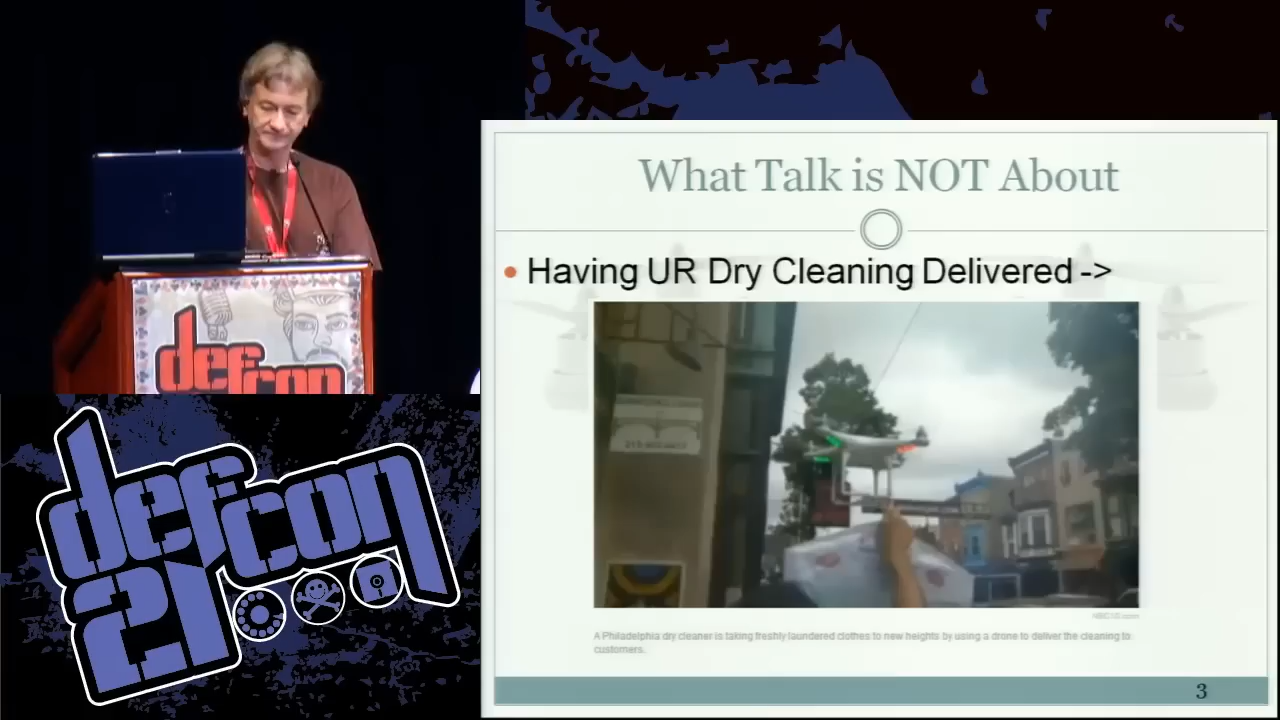 What Talk is NOT About
• Having UR Dry Cleaning Delivered ->
A Philadelphia dry cleaner is taking freshly laundered clothes to new heights by using a drone to deliver the cleaning to
customers.
3
defcon
defcon
21